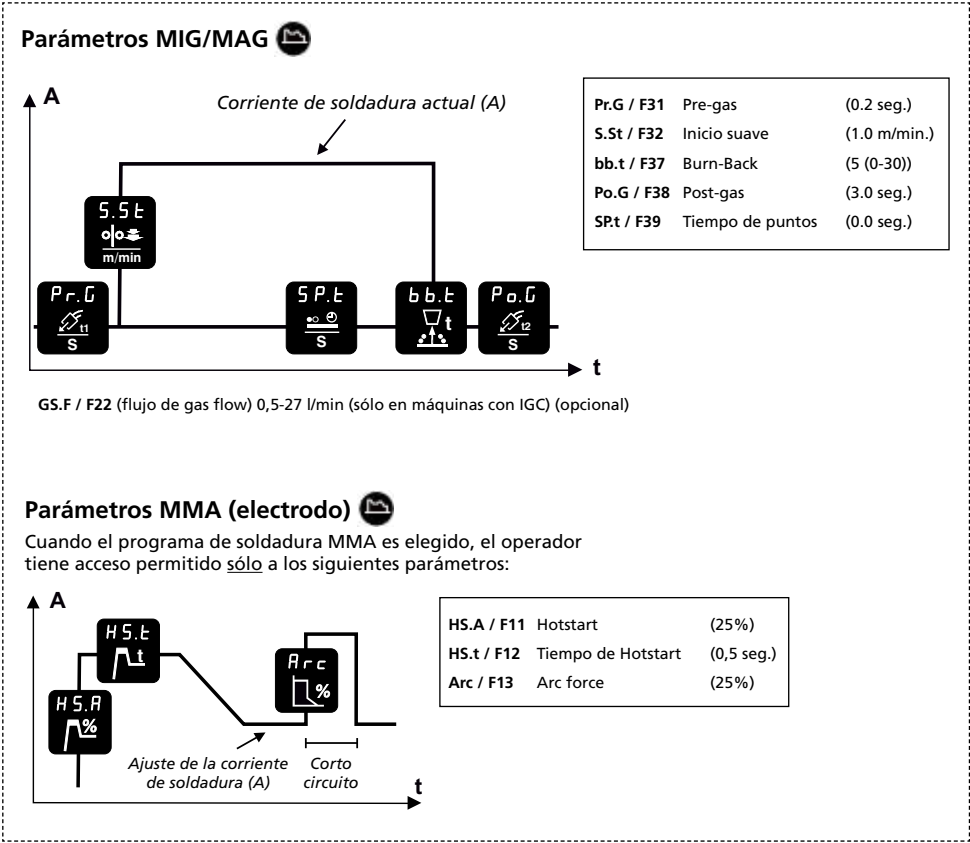 Parámetros MIG/MAG
A
Corriente de soldadura actual (A)
Pr.G / F31 Pre-gas (0.2 seg.)
S.St / F32 Inicio suave (1.0 m/min.)
bb.t / F37 Burn-Back (5 (0-30))
Po.G / F38 Post-gas (3.0 seg.)
SP.t / F39 Tiempo de puntos (0.0 seg.)
S.St
m/min
Pr.G
t1
S
SP.t
S
bb.t
t
Po.G
t2
S
t
GS.F / F22 (flujo de gas flow) 0,5-27 l/min (sólo en máquinas con IGC) (opcional)
Parámetros MMA (electrodo)
Cuando el programa de soldadura MMA es elegido, el operador
tiene acceso permitido sólo a los siguientes parámetros:
A
HS.A / F11 Hotstart (25%)
HS.t / F12 Tiempo de Hotstart (0,5 seg.)
Arc / F13 Arc force (25%)
HS.t
t
Arc
%
HS.A
%
Ajuste de la corriente
de soldadura (A)
Corto
circuito
t